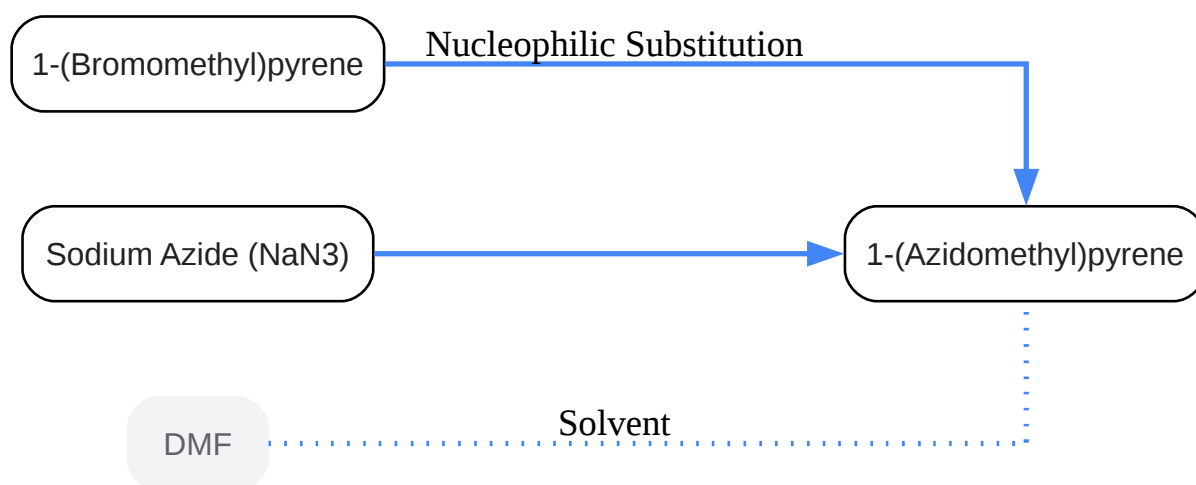 Nucleophilic Substitution
1-(Bromomethyl)pyrene
Sodium Azide (NaN3)
1-(Azidomethyl)pyrene
Solvent
DMF